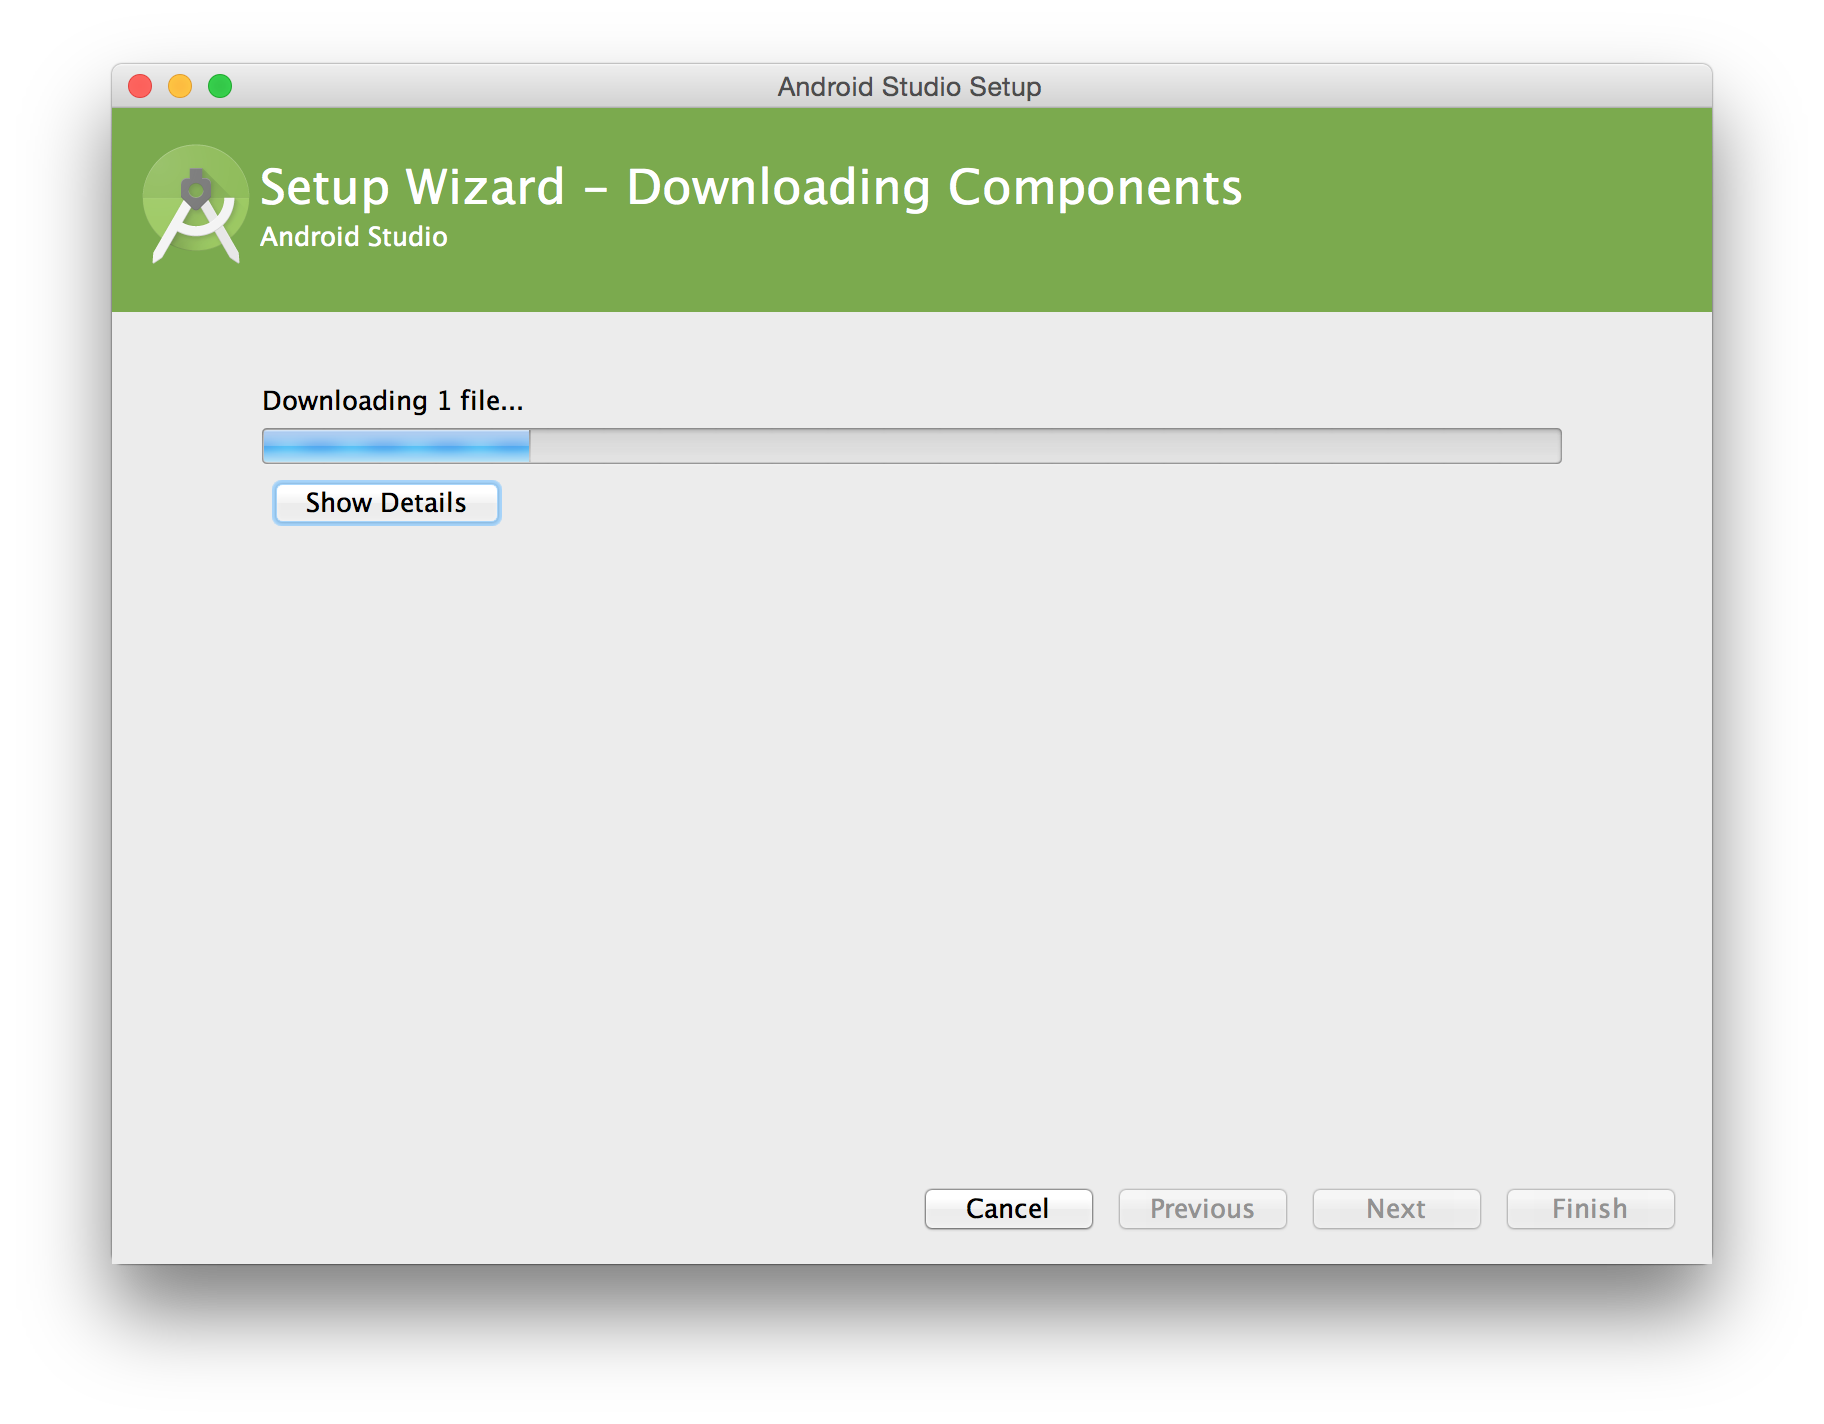 Android Studio Setup
Setup Wizard – Downloading Components
Android Studio
Downloading 1 file...
Show Details
Cancel
Previous
Next
Finish